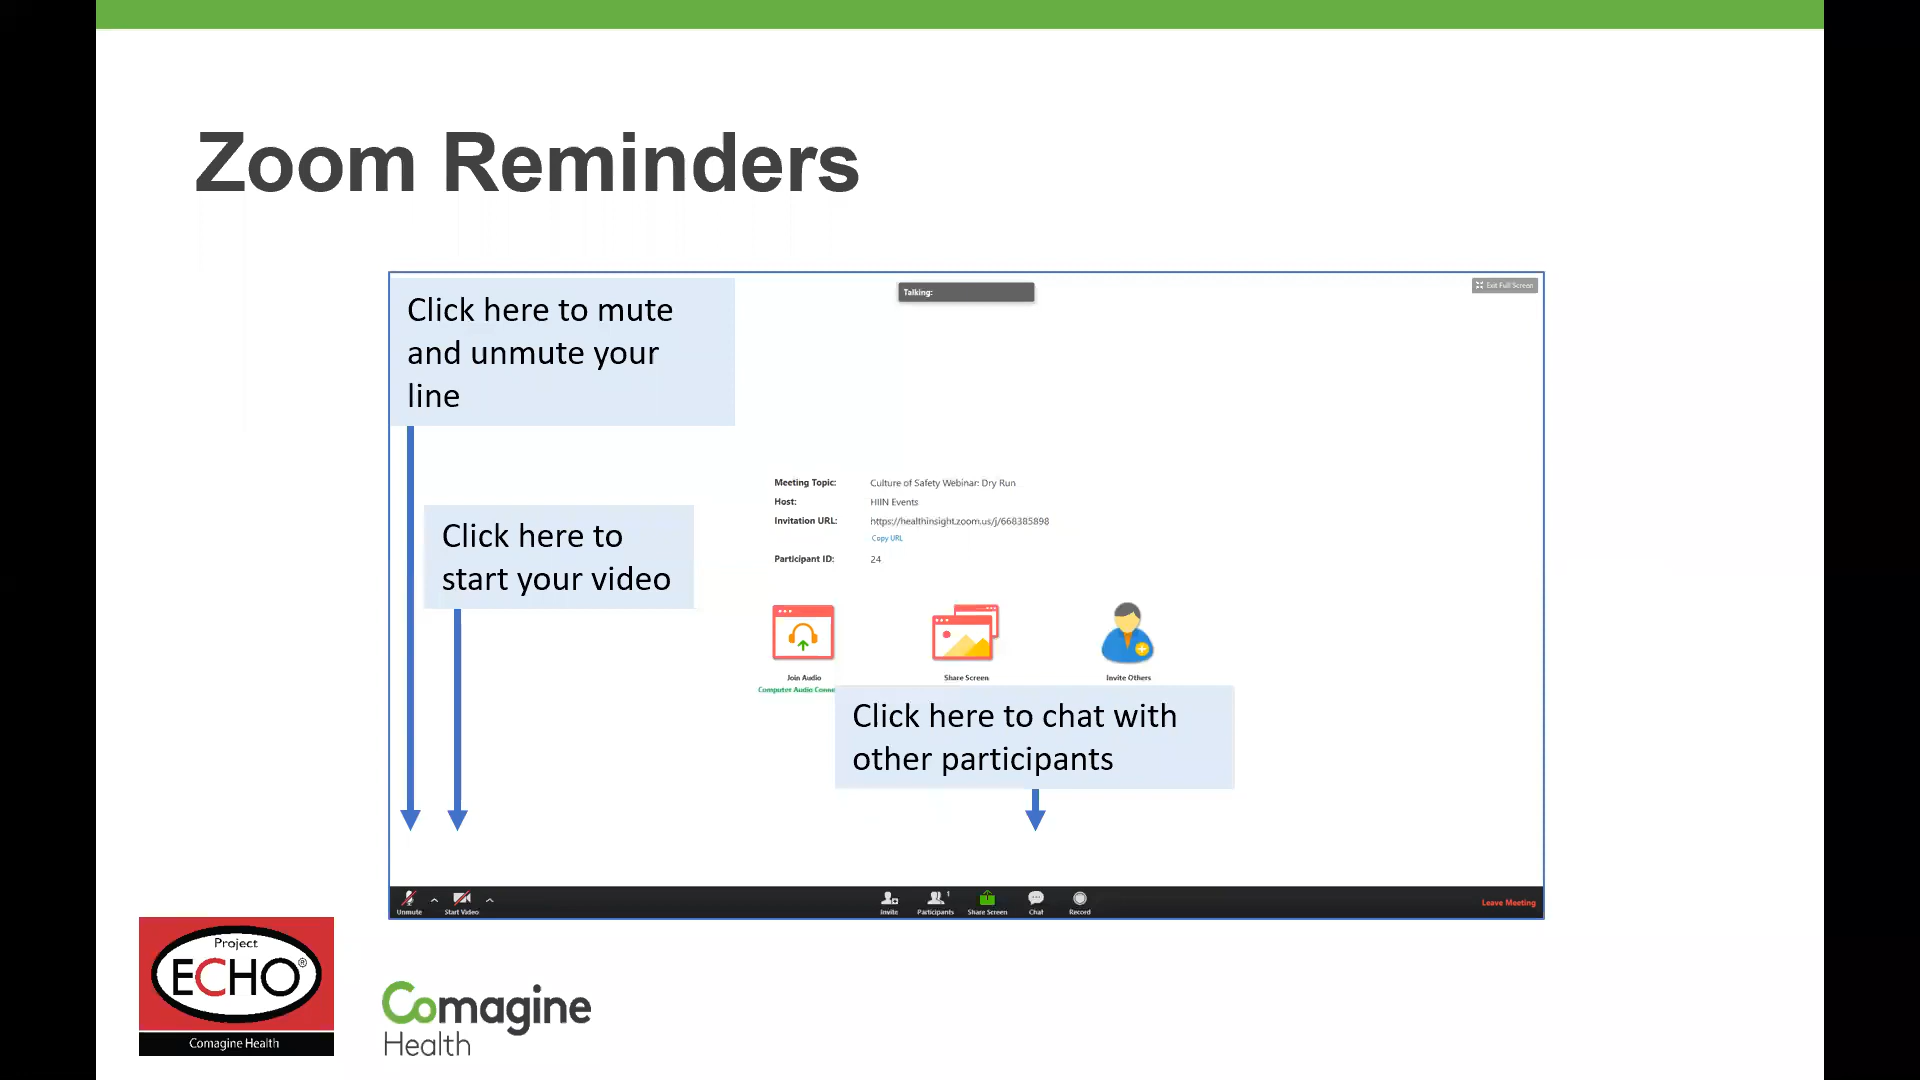 Zoom Reminders
Talking:
Exit Full Screen
Click here to mute
and unmute your
line
Meeting Topic: Culture of Safety Webinar: Dry Run
Host: HIIN Events
Invitation URL: https://healthinsight.zoom.us/j/668385898
Copy URL
Participant ID: 24
Click here to
start your video
Join Audio
Share Screen
Invite Others
Computer Audio
Click here to chat with
other participants
Unmute
Start Video
Invite
Participants
1
Share Screen
Chat
Record
Leave Meeting
Project
ECHO®
Comagine Health
Comagine
Health